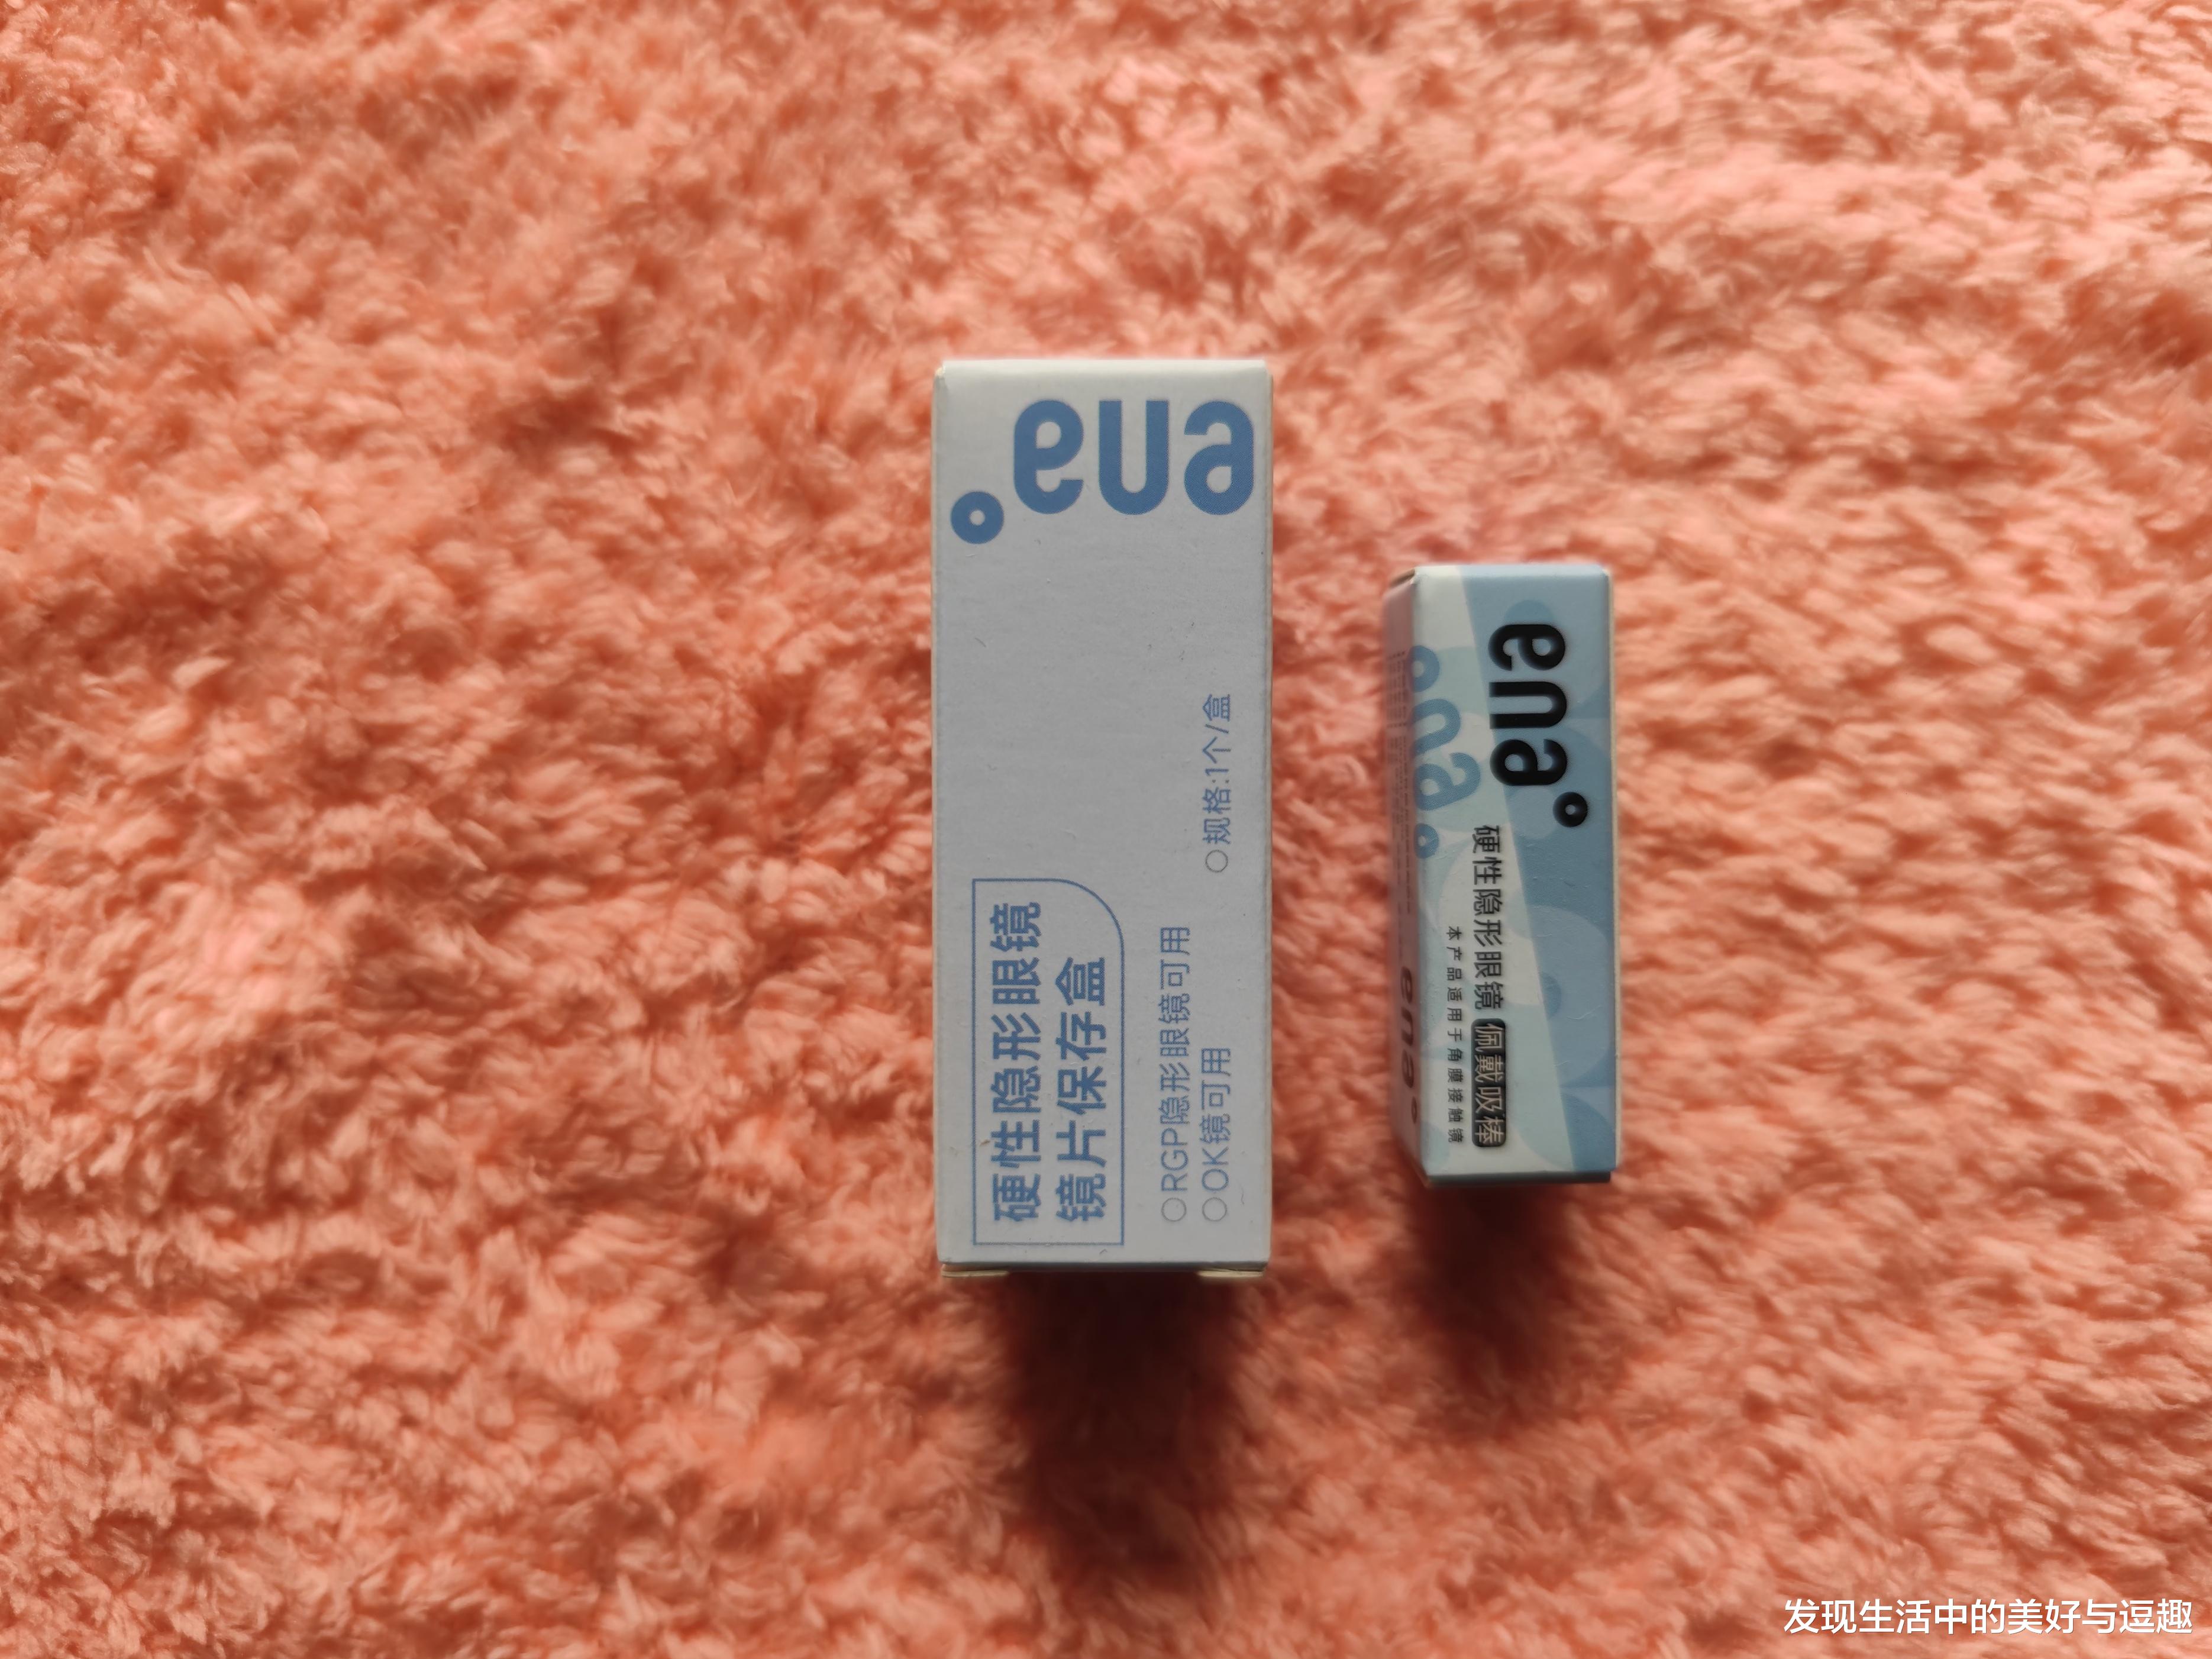 ena
硬性隐形眼镜
镜片保存盒
○RGP隐形眼镜可用
○OK镜可用
○规格:1个/盒
ena
硬性隐形眼镜 佩戴吸棒
本产品适用于角膜接触镜
ena
ena
发现生活中的美好与逗趣